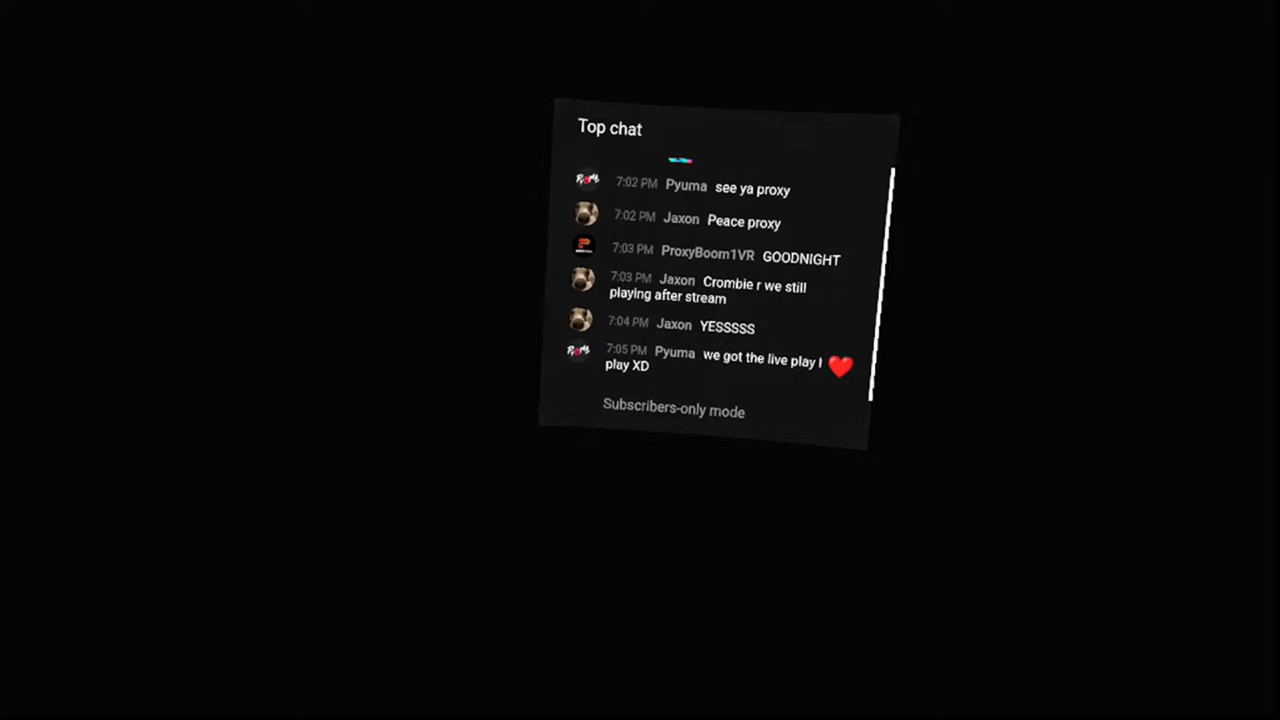 Top chat
7:02 PM Pyuma see ya proxy
7:02 PM Jaxon Peace proxy
7:03 PM ProxyBoom1VR GOODNIGHT
7:03 PM Jaxon Crombie r we still
playing after stream
7:04 PM Jaxon YESSSSS
7:05 PM Pyuma we got the live play I
play XD
Subscribers-only mode